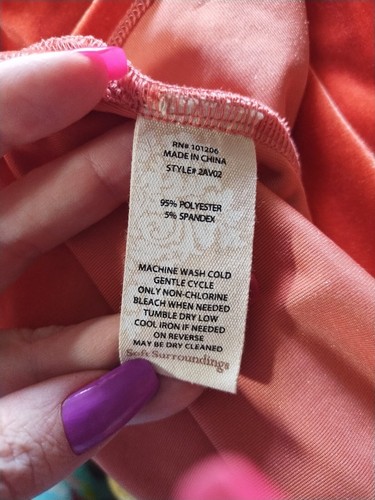 RN# 101206
MADE IN CHINA
STYLE# 2AV02
95% POLYESTER
5% SPANDEX
MACHINE WASH COLD
GENTLE CYCLE
ONLY NON-CHLORINE
BLEACH WHEN NEEDED
TUMBLE DRY LOW
COOL IRON IF NEEDED
ON REVERSE
MAY BE DRY CLEANED
Soft Surroundings